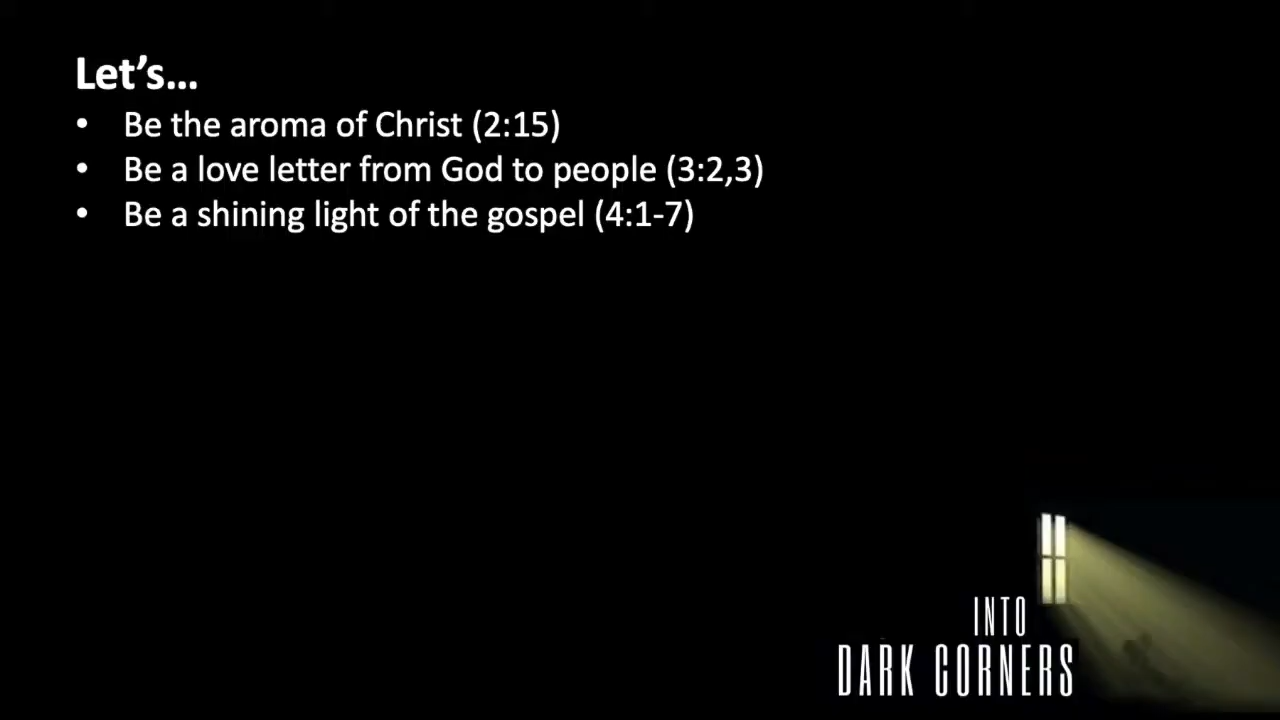 Let’s...
• Be the aroma of Christ (2:15)
• Be a love letter from God to people (3:2,3)
• Be a shining light of the gospel (4:1-7)
INTO
DARK CORNERS